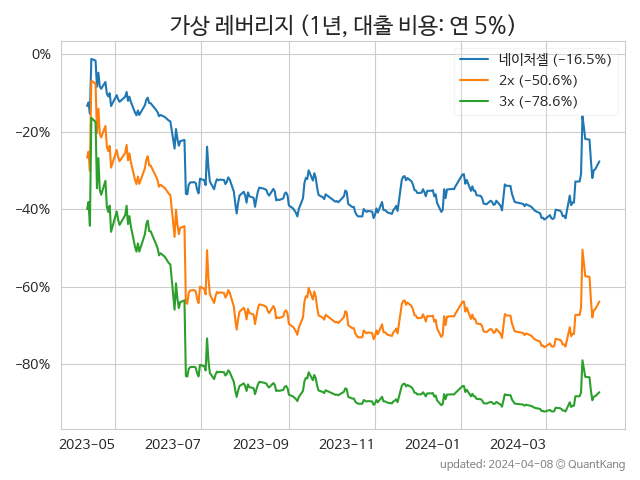 가상 레버리지 (1년, 대출 비용: 연 5%)
네이처셀 (−16.5%)
2x (−50.6%)
3x (−78.6%)
0%
−20%
−40%
−60%
−80%
2023-05 2023-07 2023-09 2023-11 2024-01 2024-03
updated: 2024-04-08 © QuantKang